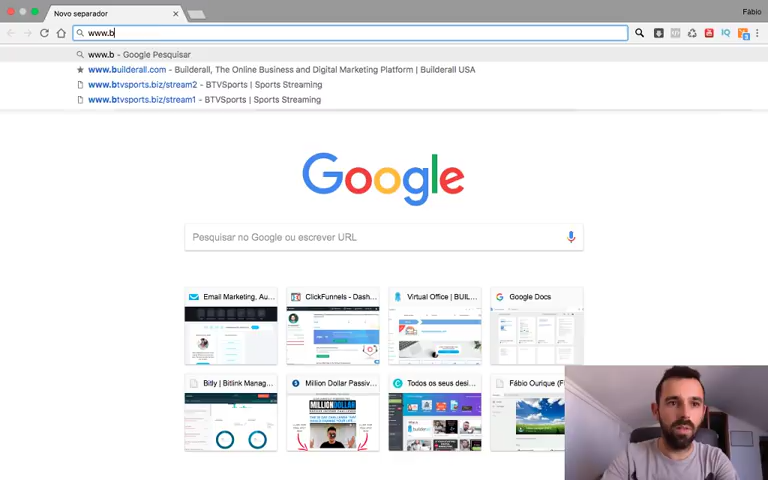 Novo separador
Fábio
www.b
www.b - Google Pesquisar
www.builderall.com - Builderall, The Online Business and Digital Marketing Platform | Builderall USA
www.btvsports.biz/stream2 - BTVSports | Sports Streaming
www.btvsports.biz/stream1 - BTVSports | Sports Streaming
Google
Pesquisar no Google ou escrever URL
Email Marketing, Au...
ClickFunnels - Dash...
Virtual Office | BUIL...
Google Docs
Bitly | Bitlink Manag...
Million Dollar Passiv...
Todos os seus desi...
Fábio Ourique (F
MILLION
DOLLAR